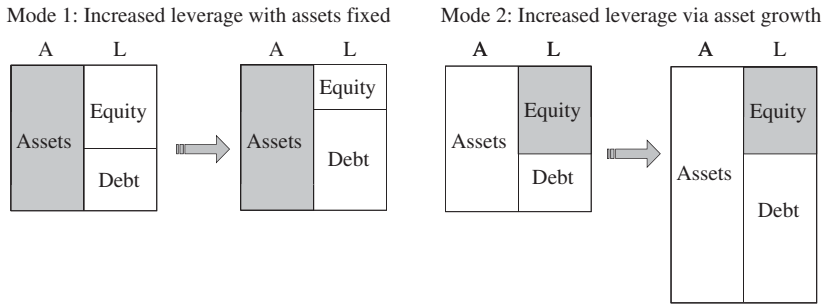 Mode 1: Increased leverage with assets fixed
A L A L
Assets Equity Debt
Assets Equity Debt
Mode 2: Increased leverage via asset growth
A L A L
Assets Equity Debt
Assets Equity Debt